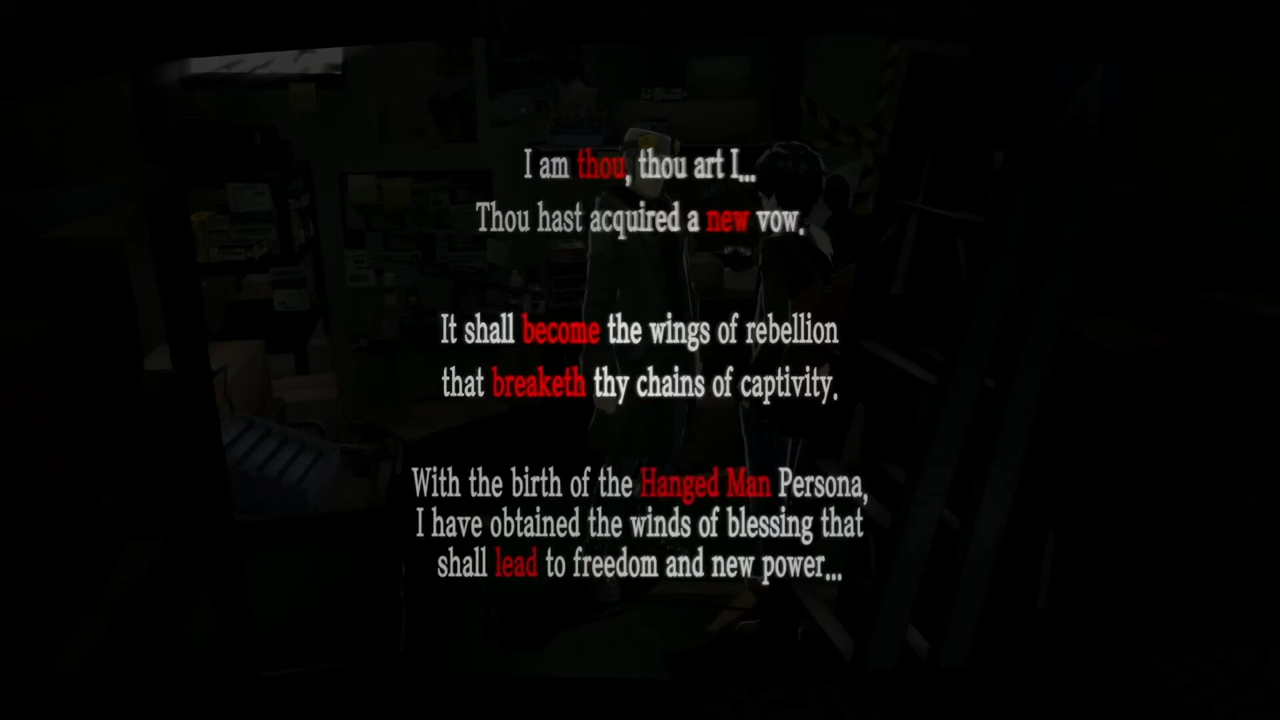 I am thou, thou art I...
Thou hast acquired a new vow.
It shall become the wings of rebellion
that breaketh thy chains of captivity.
With the birth of the Hanged Man Persona,
I have obtained the winds of blessing that
shall lead to freedom and new power...